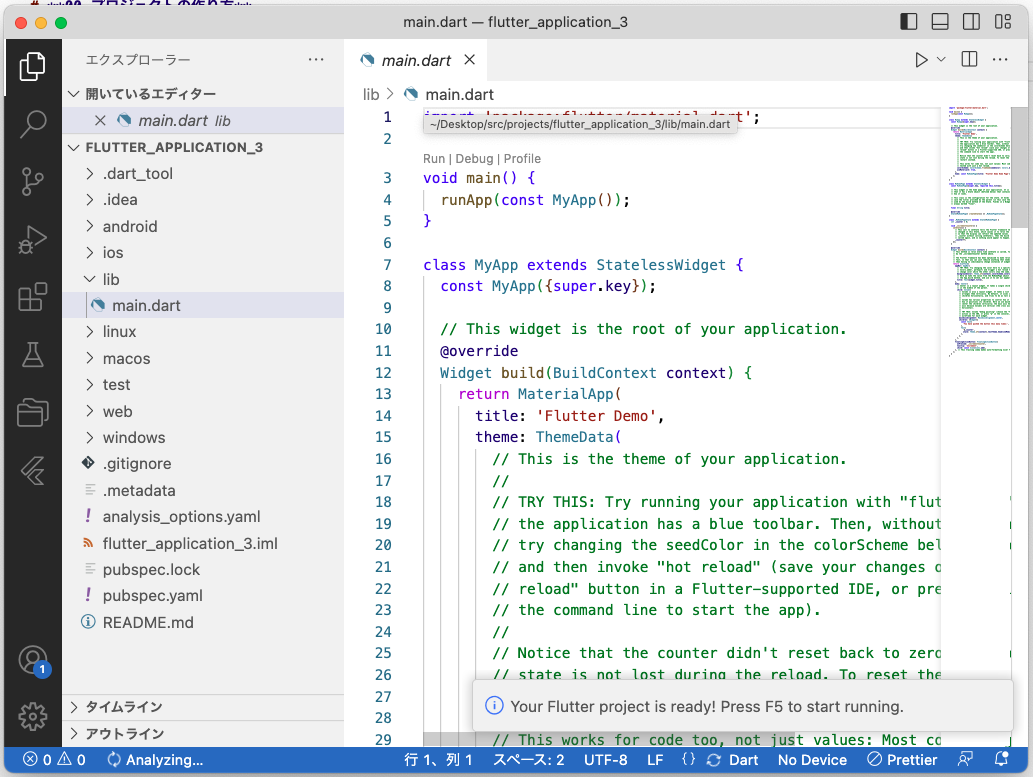 main.dart — flutter_application_3
エクスプローラー
開いているエディター
main.dart lib
FLUTTER_APPLICATION_3
.dart_tool
.idea
android
ios
lib
main.dart
linux
macos
test
web
windows
.gitignore
.metadata
analysis_options.yaml
flutter_application_3.iml
pubspec.lock
pubspec.yaml
README.md
タイムライン
アウトライン
1
main.dart
lib > main.dart
1 import 'package:flutter/material.dart';
~/Desktop/src/projects/flutter_application_3/lib/main.dart
2
Run | Debug | Profile
3 void main() {
4 runApp(const MyApp());
5 }
6
7 class MyApp extends StatelessWidget {
8 const MyApp({super.key});
9
10 // This widget is the root of your application.
11 @override
12 Widget build(BuildContext context) {
13 return MaterialApp(
14 title: 'Flutter Demo',
15 theme: ThemeData(
16 // This is the theme of your application.
17 //
18 // TRY THIS: Try running your application with "flut
19 // the application has a blue toolbar. Then, without
20 // try changing the seedColor in the colorScheme bel
21 // and then invoke "hot reload" (save your changes o
22 // reload" button in a Flutter-supported IDE, or pre
23 // the command line to start the app).
24 //
25 // Notice that the counter didn't reset back to zero
26 // state is not lost during the reload. To reset the
27
28
29 // This works for code too, not just values: Most co
Your Flutter project is ready! Press F5 to start running.
0 0 Analyzing... 行 1、列 1 スペース: 2 UTF-8 LF {} Dart No Device Prettier